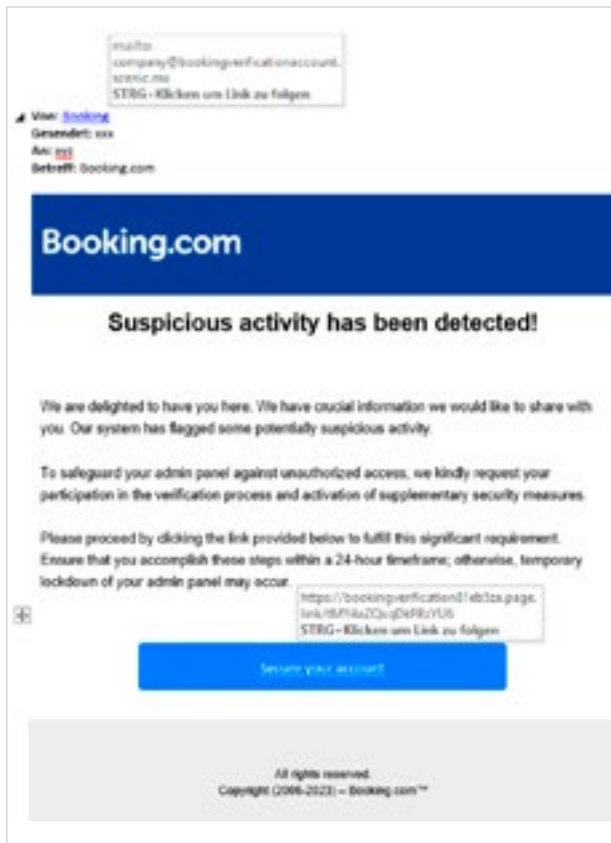 mailto:
company@bookingverificationaccount.
scenic.mu
STRG+Klicken um Link zu folgen
Von: Booking
Gesendet: xxx
An: xyz
Betreff: Booking.com
Booking.com
Suspicious activity has been detected!
We are delighted to have you here. We have crucial information we would like to share with
you. Our system has flagged some potentially suspicious activity.
To safeguard your admin panel against unauthorized access, we kindly request your
participation in the verification process and activation of supplementary security measures.
Please proceed by clicking the link provided below to fulfill this significant requirement.
Ensure that you accomplish these steps within a 24-hour timeframe; otherwise, temporary
lockdown of your admin panel may occur.
STRG+Klicken um Link zu folgen
Secure your account
All rights reserved.
Copyright (2006-2023) – Booking.com™